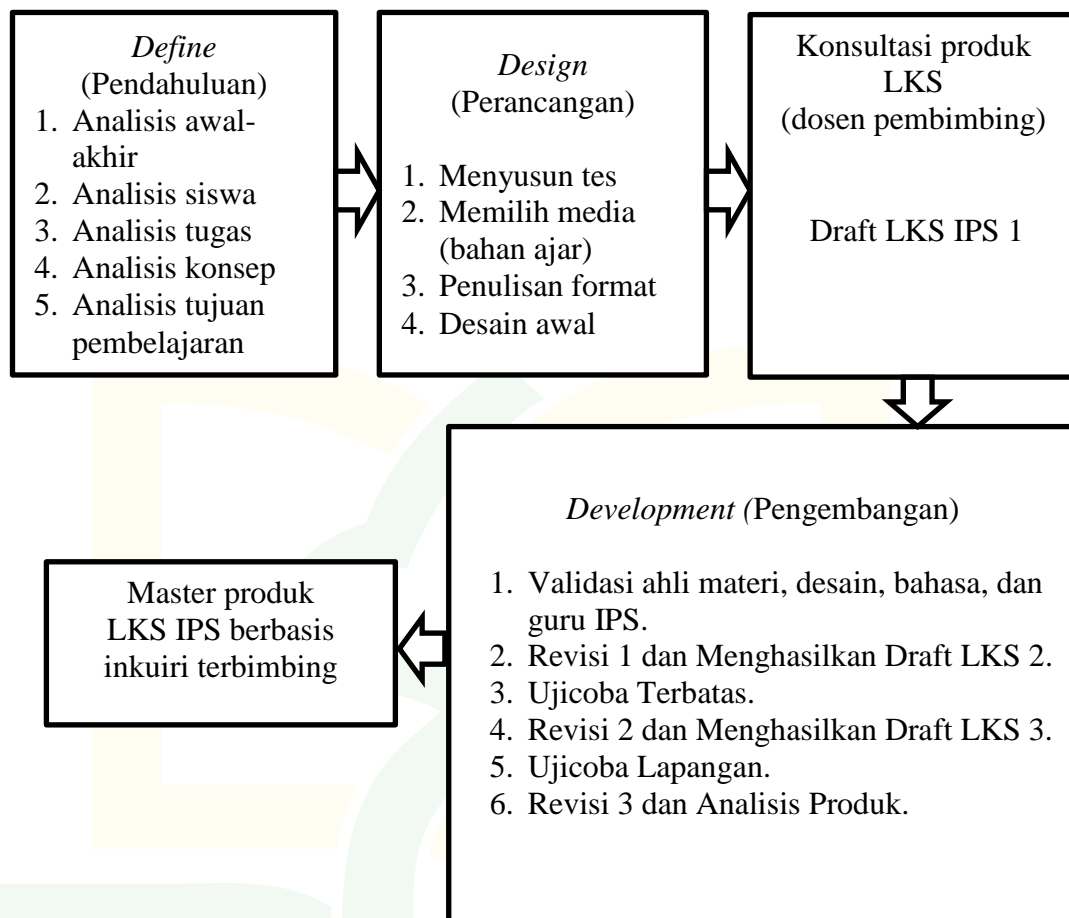 Define
(Pendahuluan)
1. Analisis awal-
akhir
2. Analisis siswa
3. Analisis tugas
4. Analisis konsep
5. Analisis tujuan
pembelajaran
Design
(Perancangan)
1. Menyusun tes
2. Memilih media
(bahan ajar)
3. Penulisan format
4. Desain awal
Konsultasi produk
LKS
(dosen pembimbing)
Draft LKS IPS 1
Development (Pengembangan)
1. Validasi ahli materi, desain, bahasa, dan
guru IPS.
2. Revisi 1 dan Menghasilkan Draft LKS 2.
3. Ujicoba Terbatas.
4. Revisi 2 dan Menghasilkan Draft LKS 3.
5. Ujicoba Lapangan.
6. Revisi 3 dan Analisis Produk.
Master produk
LKS IPS berbasis
inkuiri terbimbing